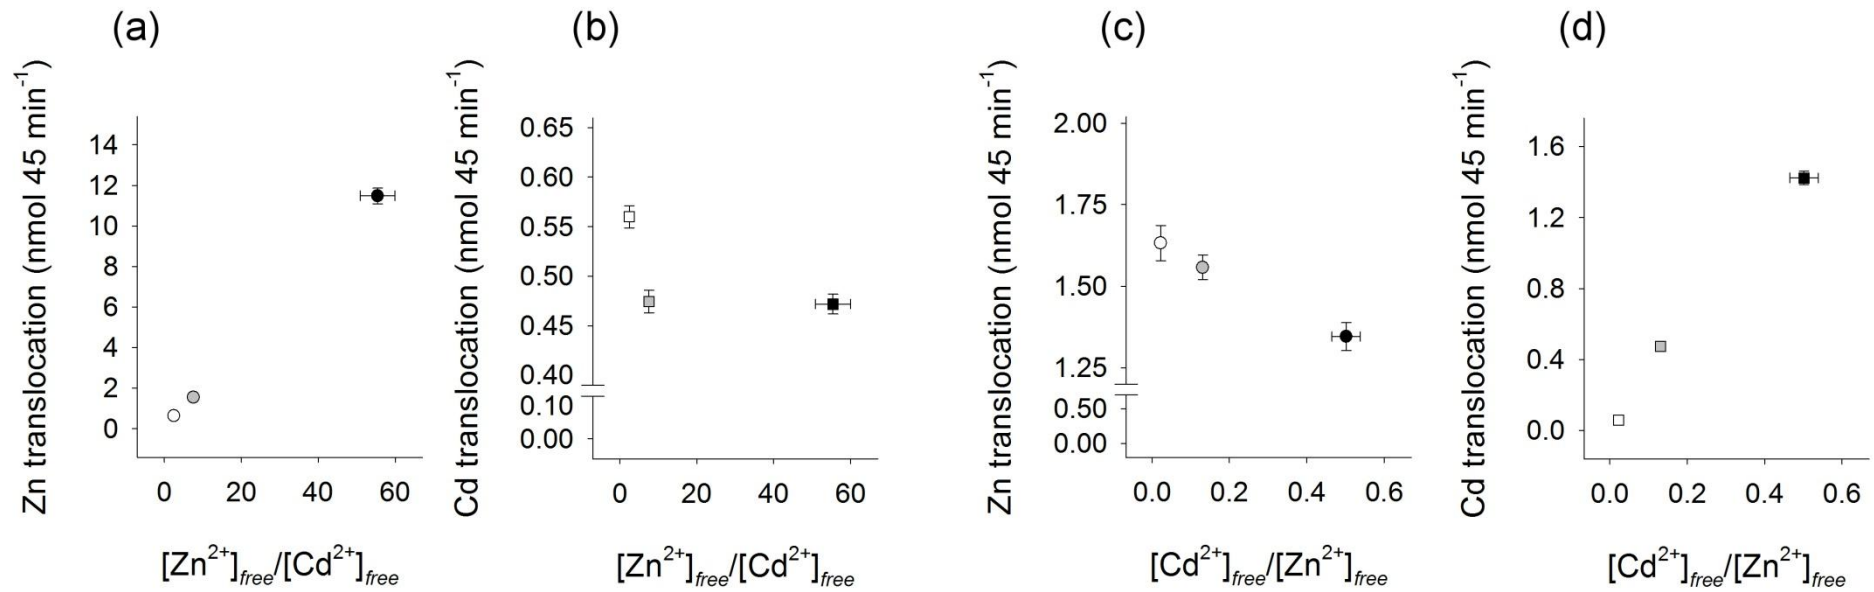 (a)
Zn translocation (nmol 45 min⁻¹)
14
12
10
8
6
4
2
0
0 20 40 60
[Zn²⁺]free/[Cd²⁺]free
(b)
Cd translocation (nmol 45 min⁻¹)
0.65
0.60
0.55
0.50
0.45
0.40
0.10
0.00
0 20 40 60
[Zn²⁺]free/[Cd²⁺]free
(c)
Zn translocation (nmol 45 min⁻¹)
2.00
1.75
1.50
1.25
0.50
0.00
0.0 0.2 0.4 0.6
[Cd²⁺]free/[Zn²⁺]free
(d)
Cd translocation (nmol 45 min⁻¹)
1.6
1.2
0.8
0.4
0.0
0.0 0.2 0.4 0.6
[Cd²⁺]free/[Zn²⁺]free